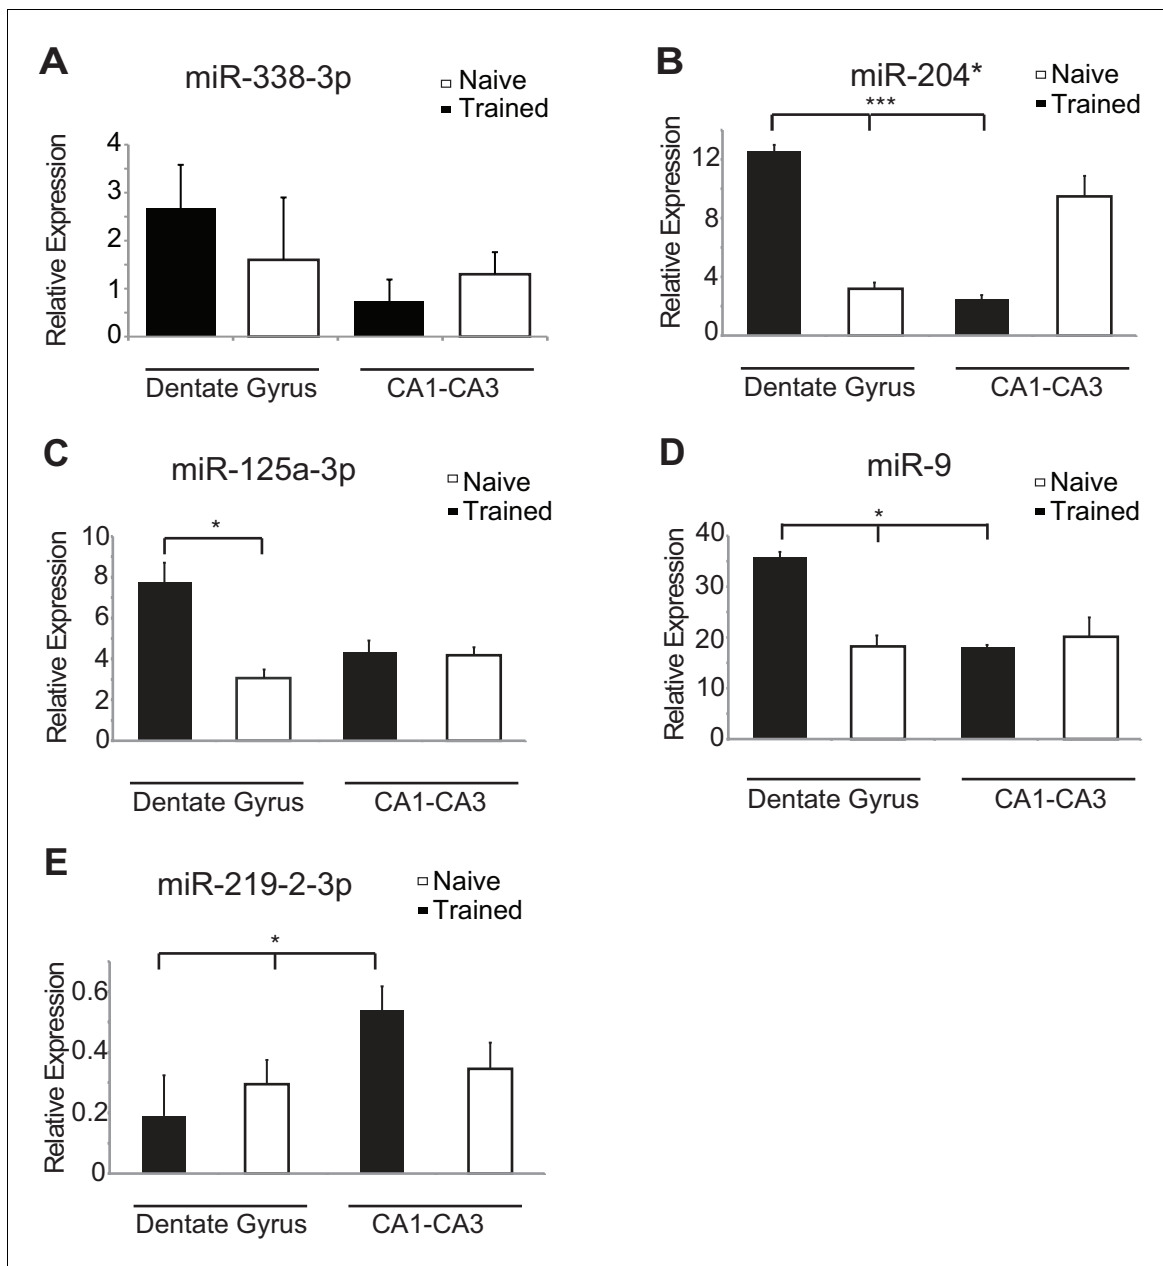 A
miR-338-3p
Naive
Trained
Relative Expression
4
3
2
1
0
Dentate Gyrus
CA1-CA3
B
miR-204*
Naive
Trained
***
Relative Expression
12
8
4
0
Dentate Gyrus
CA1-CA3
C
miR-125a-3p
Naive
Trained
*
Relative Expression
10
8
6
4
2
0
Dentate Gyrus
CA1-CA3
D
miR-9
Naive
Trained
*
Relative Expression
40
30
20
10
0
Dentate Gyrus
CA1-CA3
E
miR-219-2-3p
Naive
Trained
*
Relative Expression
0.6
0.4
0.2
0
Dentate Gyrus
CA1-CA3